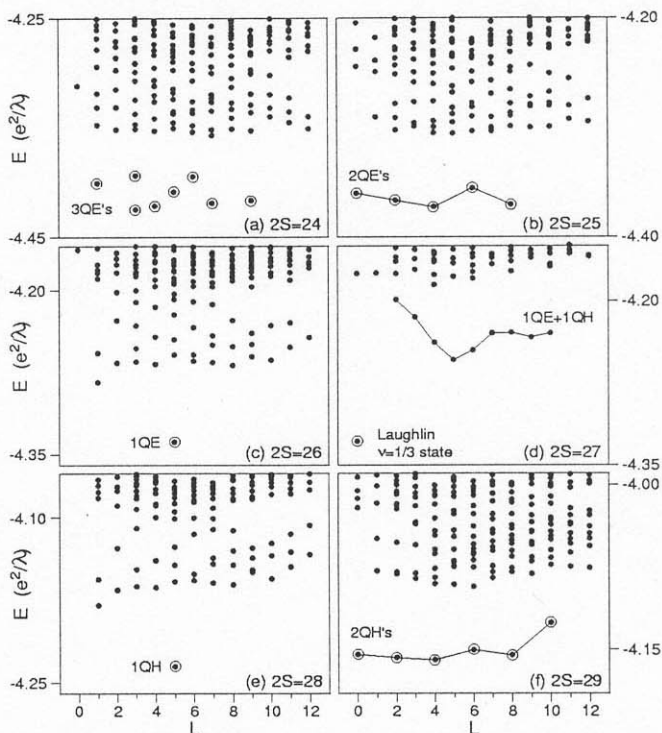 -4.25
-4.20
E (e²/λ)
3QE's
(a) 2S=24
2QE's
(b) 2S=25
-4.45
-4.40
-4.20
E (e²/λ)
1QE
(c) 2S=26
1QE+1QH
-4.20
Laughlin
ν=1/3 state
(d) 2S=27
-4.35
-4.35
-4.00
-4.10
E (e²/λ)
1QH
(e) 2S=28
2QH's
(f) 2S=29
-4.15
-4.25
0 2 4 6 8 10 12
0 2 4 6 8 10 12
L
L